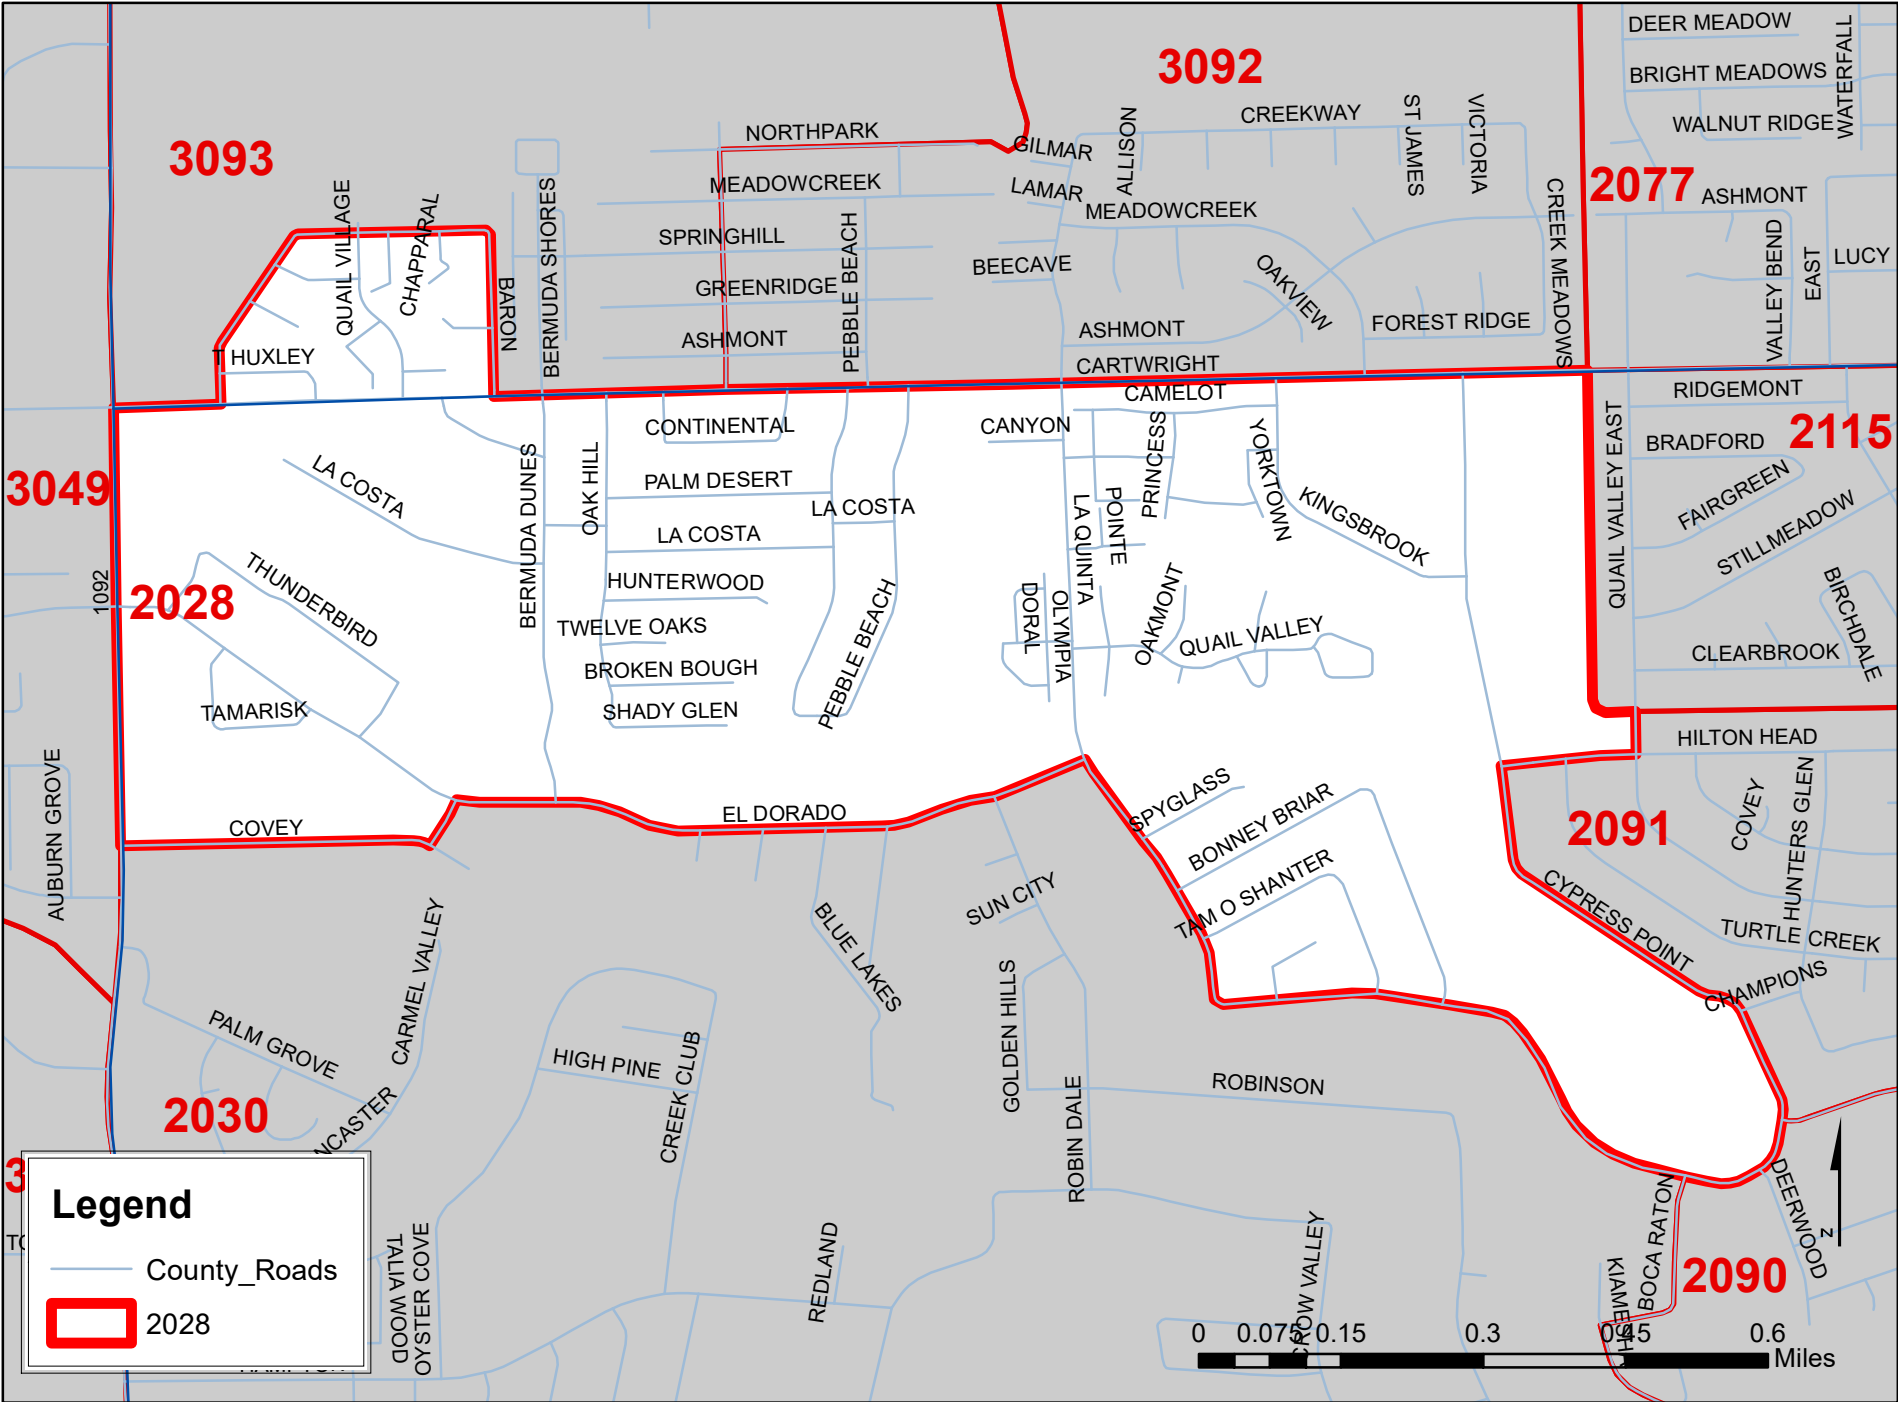 DEER MEADOW
WATERFALL
3092
BRIGHT MEADOWS
ST JAMES
VICTORIA
CREEKWAY
ALLISON
WALNUT RIDGE
NORTHPARK
GILMAR
3093
2077
MEADOWCREEK
LAMAR
ASHMONT
MEADOWCREEK
QUAIL VILLAGE
CHAPPARAL
BERMUDA SHORES
SPRINGHILL
PEBBLE BEACH
CREEK MEADOWS
VALLEY BEND
EAST
LUCY
BEECAVE
OAKVIEW
GREENRIDGE
BARON
FOREST RIDGE
ASHMONT
ASHMONT
T HUXLEY
CARTWRIGHT
CAMELOT
RIDGEMONT
CONTINENTAL
CANYON
PRINCESS
YORKTOWN
QUAIL VALLEY EAST
BRADFORD
2115
3049
LA COSTA
BERMUDA DUNES
OAK HILL
PALM DESERT
LA COSTA
POINTE
KINGSBROOK
FAIRGREEN
STILLMEADOW
LA COSTA
LA QUINTA
1092
2028
THUNDERBIRD
HUNTERWOOD
DORAL
OLYMPIA
OAKMONT
BIRCHDALE
TWELVE OAKS
PEBBLE BEACH
QUAIL VALLEY
CLEARBROOK
BROKEN BOUGH
TAMARISK
SHADY GLEN
HILTON HEAD
AUBURN GROVE
COVEY
EL DORADO
SPYGLASS
BONNEY BRIAR
2091
COVEY
HUNTERS GLEN
TAM O SHANTER
CYPRESS POINT
SUN CITY
CARMEL VALLEY
BLUE LAKES
TURTLE CREEK
CHAMPIONS
GOLDEN HILLS
PALM GROVE
HIGH PINE
CREEK CLUB
ROBIN DALE
ROBINSON
2030
NCASTER
3
DEERWOOD
BOCA RATON
Legend
TO
County_Roads
2028
TALIA WOOD
OYSTER COVE
REDLAND
CROW VALLEY
KIAMESHA
2090
Z
0 0.075 0.15 0.3 0.45 0.6
Miles